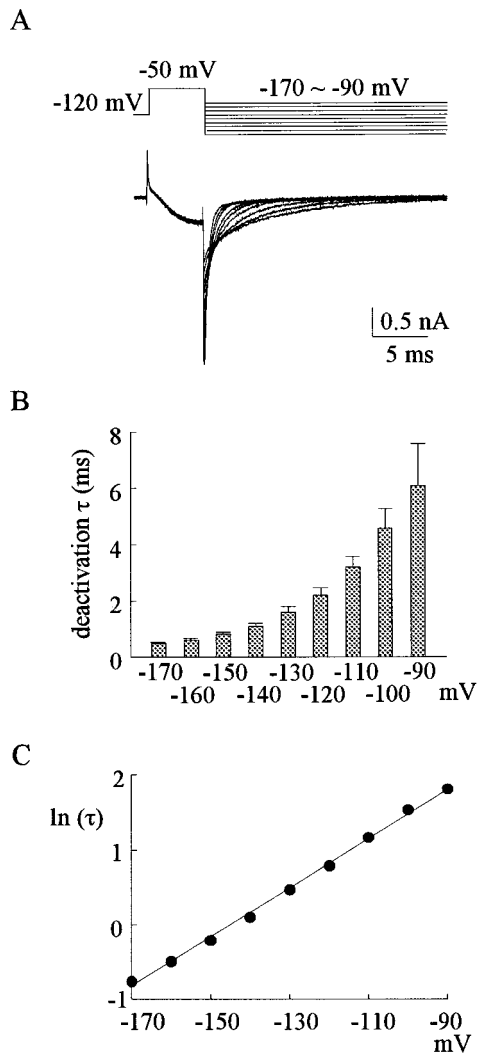 A
-50 mV
-170 ~ -90 mV
-120 mV
0.5 nA
5 ms
B
deactivation τ (ms)
8
6
4
2
0
-170 -150 -130 -110 -90
-160 -140 -120 -100 mV
C
ln (τ)
2
1
0
-1
-170 -150 -130 -110 -90
mV